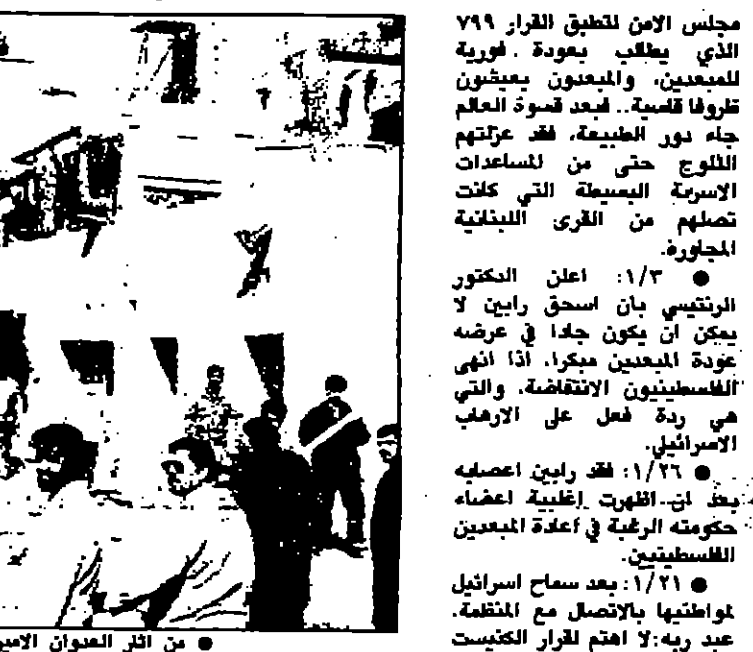 مجلس الامن لتطبق القرار ٧٩٩
الذي يطالب بعودة فورية
للمبعدين، والمبعدون يعيشون
ظروفا قاسية.. فبعد قسوة العالم
جاء دور الطبيعة، فقد عزلتهم
الثلوج حتى من المساعدات
الاسرية البسيطة التي كانت
تصلهم من القرى اللبنانية
المجاورة.
● ١/٣: اعلن الدكتور
الرنتيسي بان اسحق رابين لا
يمكن ان يكون جادا في عرضه
عودة المبعدين مبكرا، اذا انهى
الفلسطينيون الانتفاضة، والتي
هي ردة فعل على الارهاب
الاسرائيلي.
● ١/٢٦: فقد رابين اعصابه
بعد ان اظهرت اغلبية اعضاء
حكومته الرغبة في اعادة المبعدين
الفلسطينيين.
● ١/٢١: بعد سماح اسرائيل
لمواطنيها بالاتصال مع المنظمة.
عبد ربه: لا اهتم لقرار الكنيست
● من اثار العدوان الامير